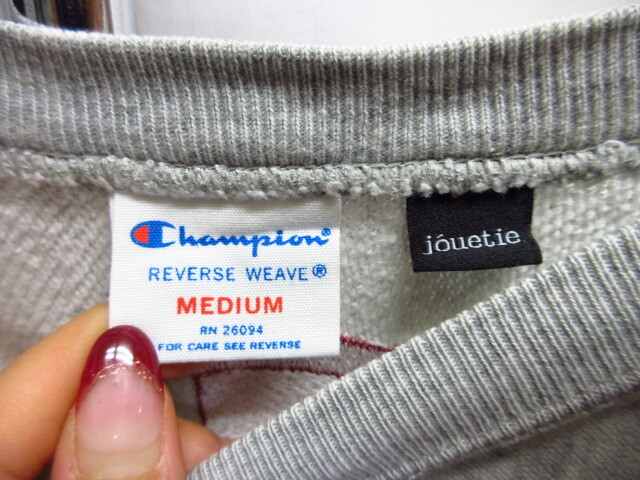 Champion®
REVERSE WEAVE®
MEDIUM
RN 26094
FOR CARE SEE REVERSE
jóuetie